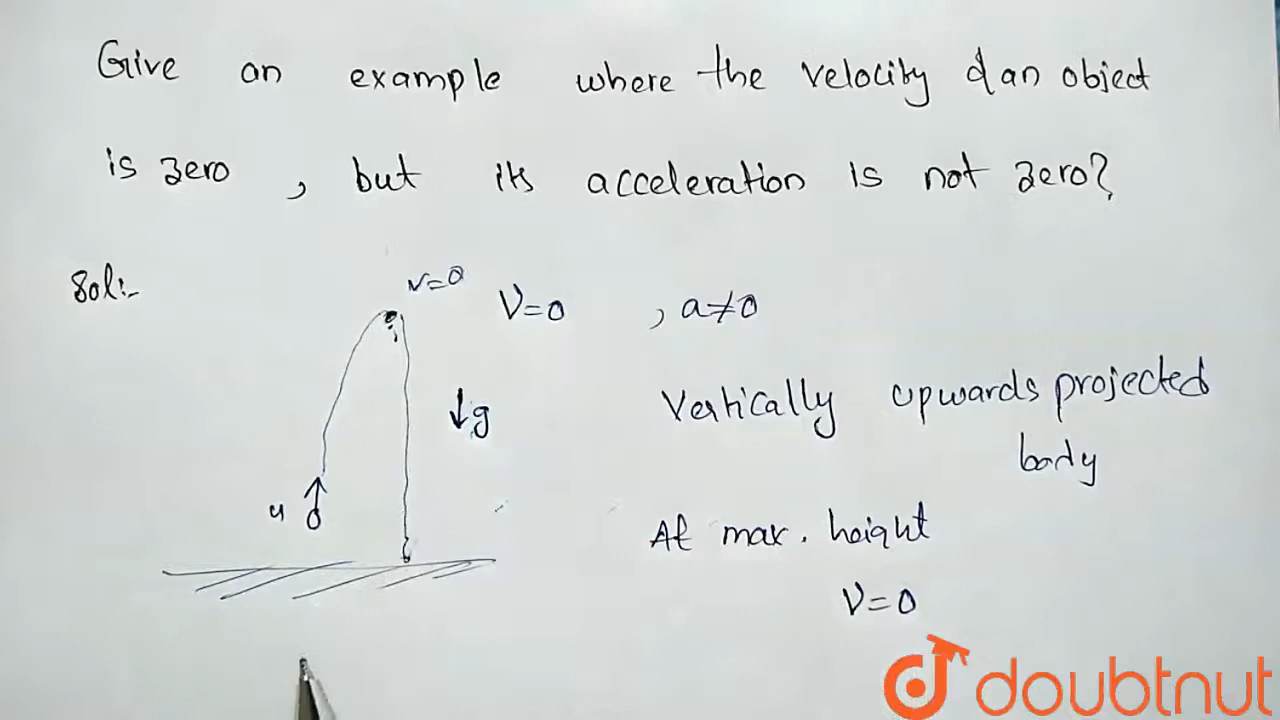 Give an example where the velocity of an object
is zero, but its acceleration is not zero?
Sol:-
v=0
V=0 , a≠0
↓g
Vertically upwards projected
body
u
At max. height
V=0
doubtnut